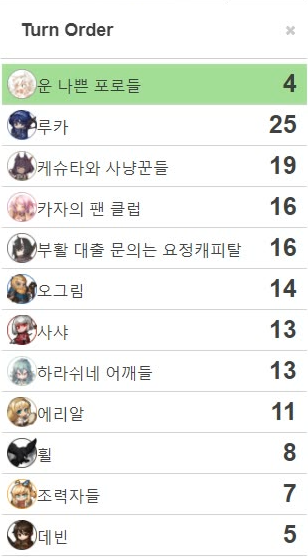 Turn Order ×
운 나쁜 포로들 4
루카 25
케슈타와 사냥꾼들 19
카자의 팬 클럽 16
부활 대출 문의는 요정캐피탈 16
오그림 14
사샤 13
하라쉬네 어깨들 13
에리알 11
휠 8
조력자들 7
데빈 5